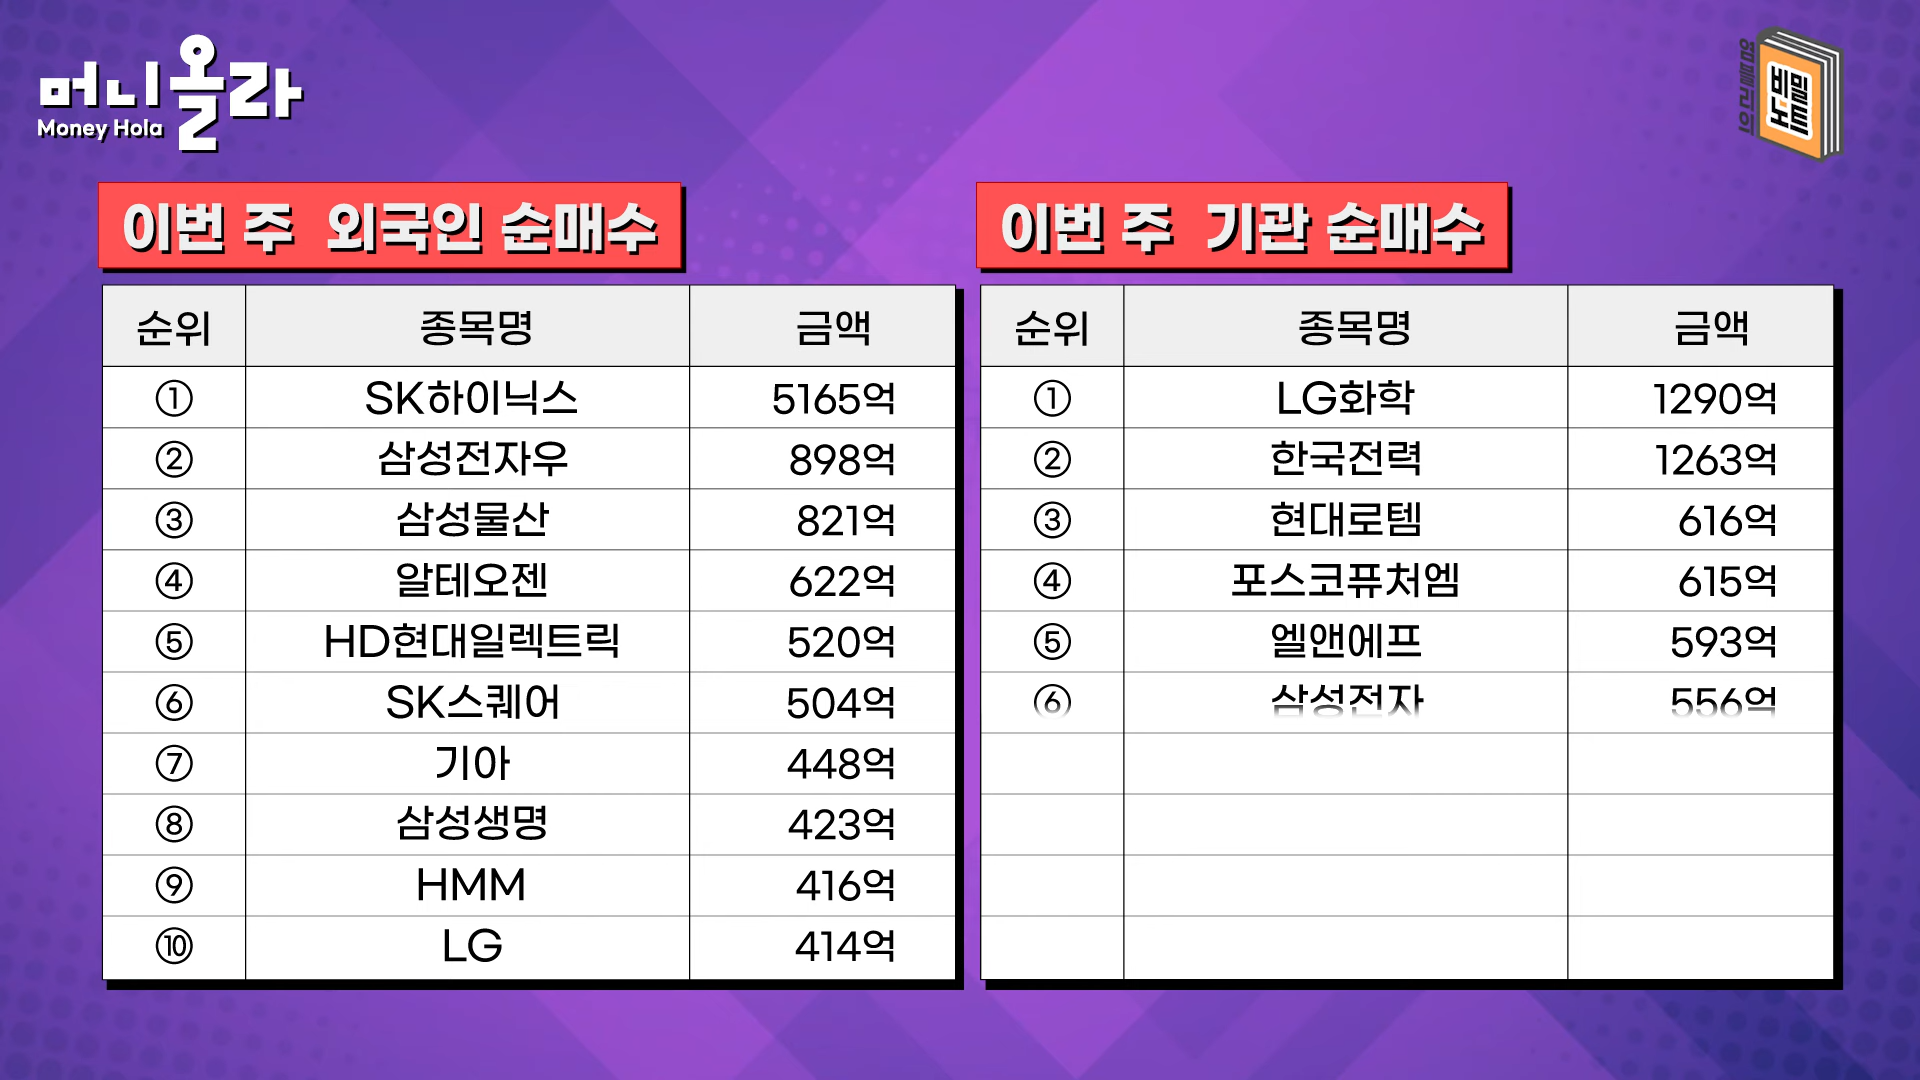 머니올라
Money Hola
염블리의
비밀
노트
이번 주 외국인 순매수
순위 종목명 금액
① SK하이닉스 5165억
② 삼성전자우 898억
③ 삼성물산 821억
④ 알테오젠 622억
⑤ HD현대일렉트릭 520억
⑥ SK스퀘어 504억
⑦ 기아 448억
⑧ 삼성생명 423억
⑨ HMM 416억
⑩ LG 414억
이번 주 기관 순매수
순위 종목명 금액
① LG화학 1290억
② 한국전력 1263억
③ 현대로템 616억
④ 포스코퓨처엠 615억
⑤ 엘앤에프 593억
⑥ 삼성전자 556억